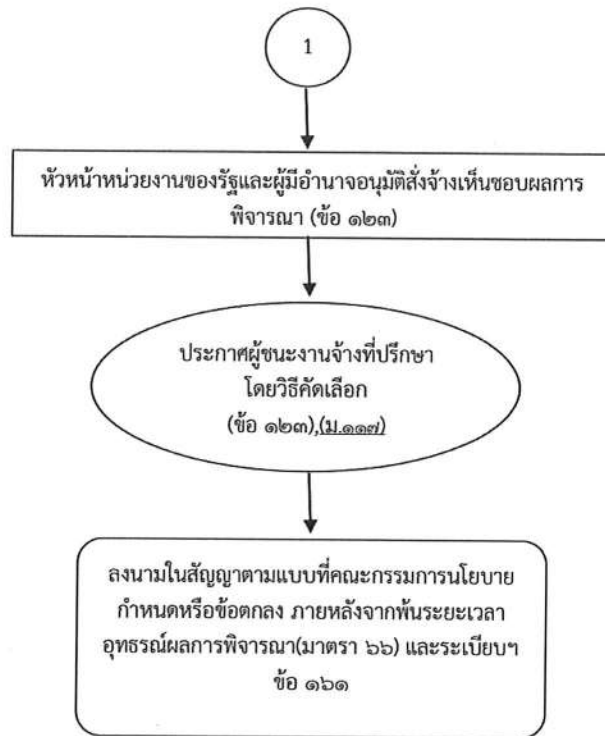 1
หัวหน้าหน่วยงานของรัฐและผู้มีอำนาจอนุมัติสั่งจ้างเห็นชอบผลการ
พิจารณา (ข้อ ๑๒๓)
ประกาศผู้ชนะงานจ้างที่ปรึกษา
โดยวิธีคัดเลือก
(ข้อ ๑๒๓),(ม.๑๑๗)
ลงนามในสัญญาตามแบบที่คณะกรรมการนโยบาย
กำหนดหรือข้อตกลง ภายหลังจากพ้นระยะเวลา
อุทธรณ์ผลการพิจารณา(มาตรา ๖๖) และระเบียบฯ
ข้อ ๑๖๑